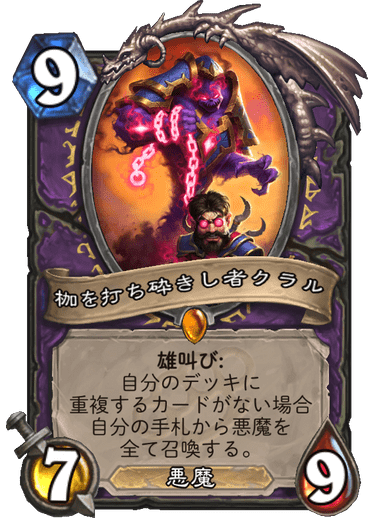 9
枷を打ち砕きし者クラル
雄叫び:
自分のデッキに
重複するカードがない場合
自分の手札から悪魔を
全て召喚する。
7
悪魔
9